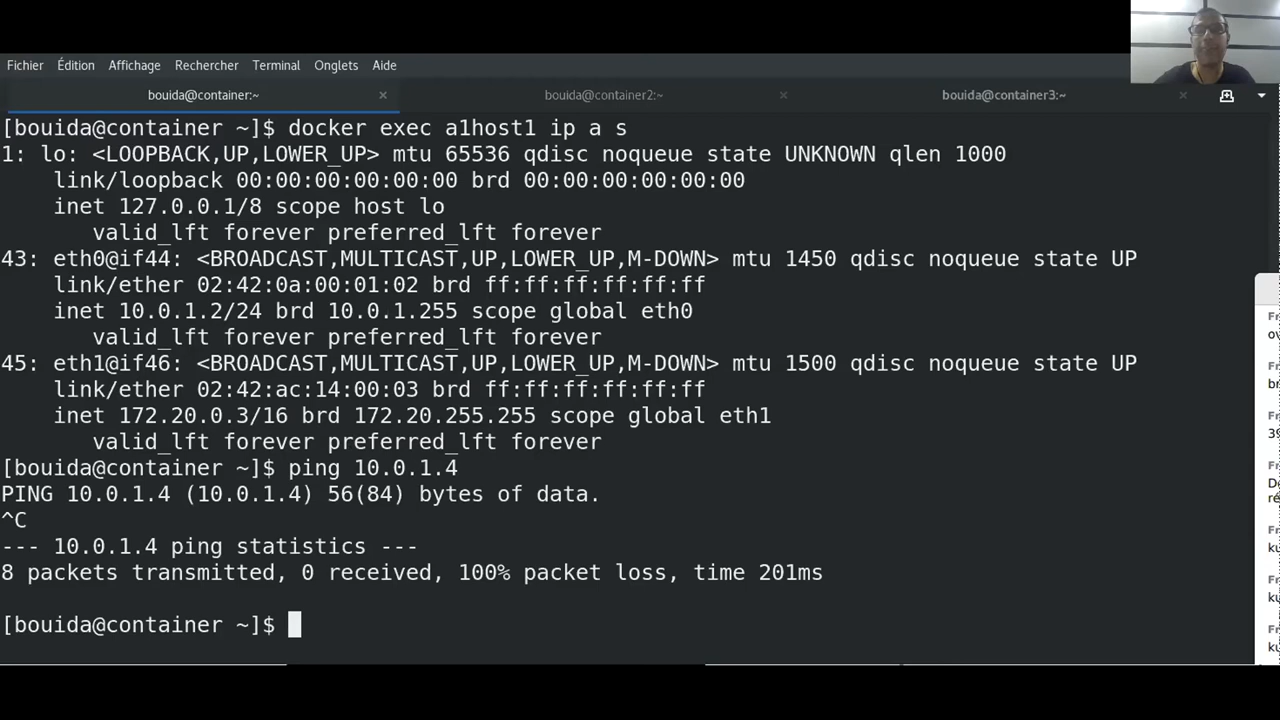 Fichier Édition Affichage Rechercher Terminal Onglets Aide
bouida@container:~ × bouida@container2:~ × bouida@container3:~ ×
[bouida@container ~]$ docker exec a1host1 ip a s
1: lo: <LOOPBACK,UP,LOWER_UP> mtu 65536 qdisc noqueue state UNKNOWN qlen 1000
    link/loopback 00:00:00:00:00:00 brd 00:00:00:00:00:00
    inet 127.0.0.1/8 scope host lo
       valid_lft forever preferred_lft forever
43: eth0@if44: <BROADCAST,MULTICAST,UP,LOWER_UP,M-DOWN> mtu 1450 qdisc noqueue state UP
    link/ether 02:42:0a:00:01:02 brd ff:ff:ff:ff:ff:ff
    inet 10.0.1.2/24 brd 10.0.1.255 scope global eth0
       valid_lft forever preferred_lft forever
45: eth1@if46: <BROADCAST,MULTICAST,UP,LOWER_UP,M-DOWN> mtu 1500 qdisc noqueue state UP
    link/ether 02:42:ac:14:00:03 brd ff:ff:ff:ff:ff:ff
    inet 172.20.0.3/16 brd 172.20.255.255 scope global eth1
       valid_lft forever preferred_lft forever
[bouida@container ~]$ ping 10.0.1.4
PING 10.0.1.4 (10.0.1.4) 56(84) bytes of data.
^C
--- 10.0.1.4 ping statistics ---
8 packets transmitted, 0 received, 100% packet loss, time 201ms
[bouida@container ~]$